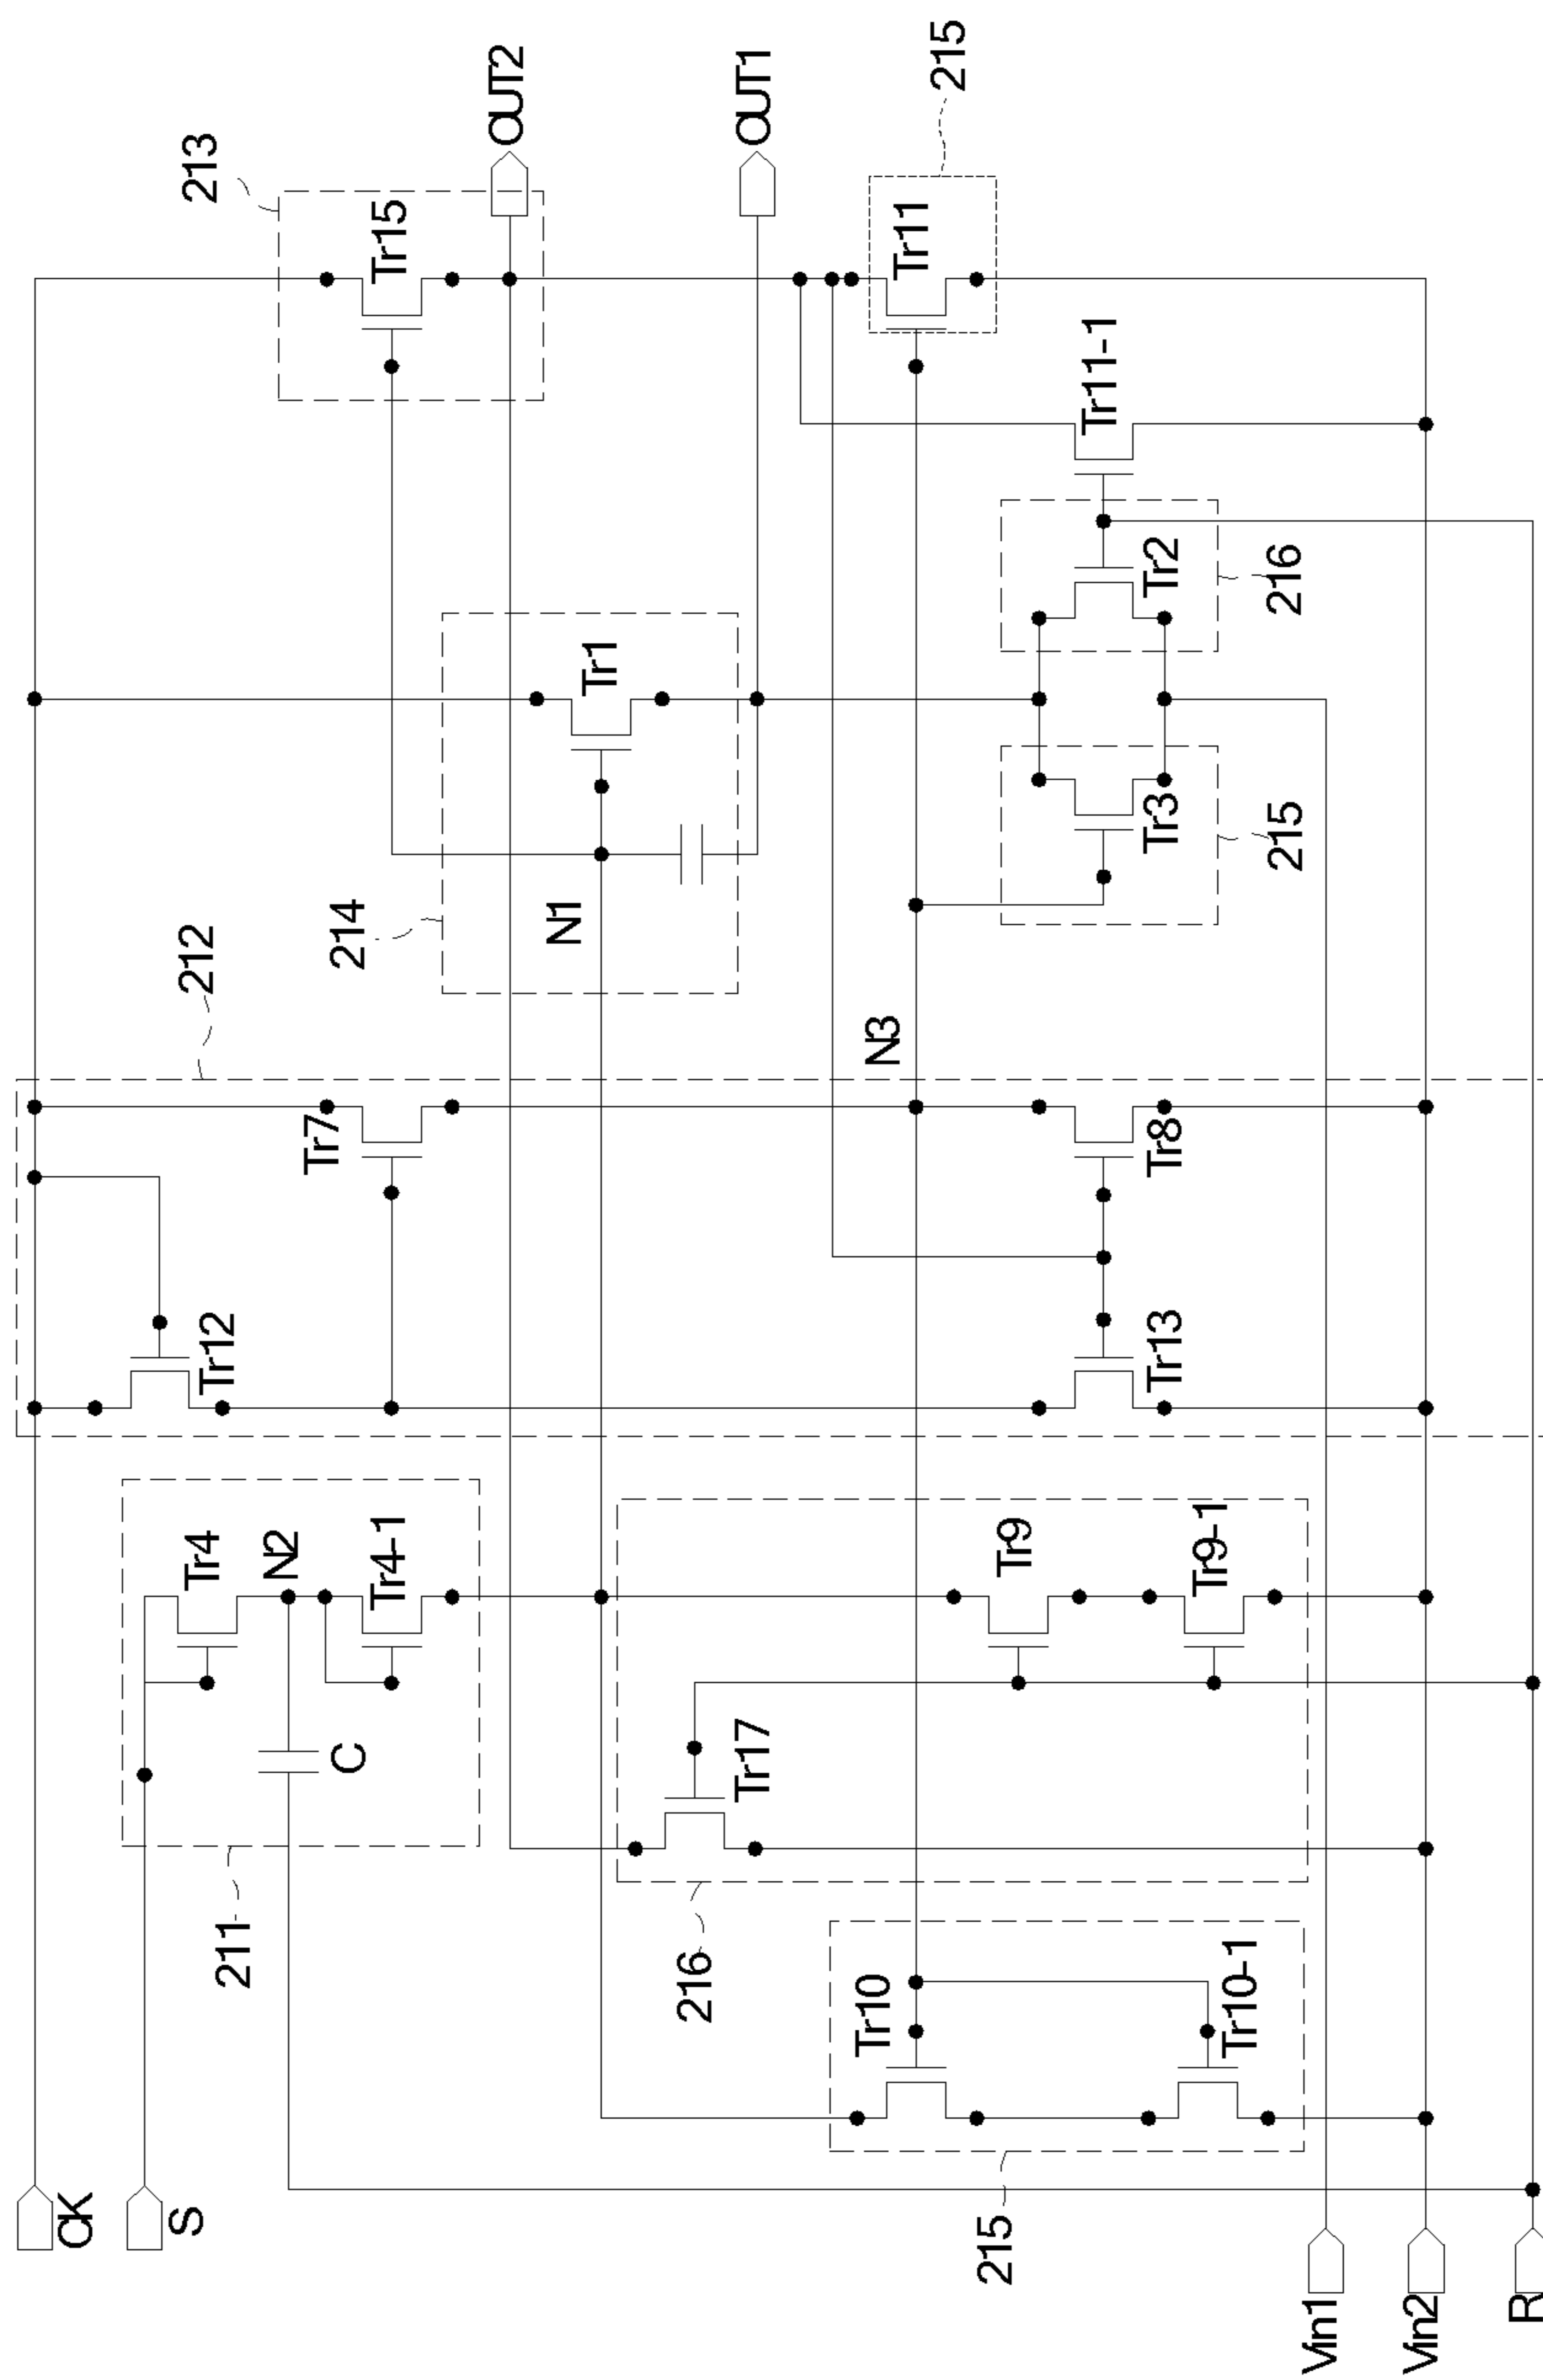 CK
S
211
Tr4
N2
Tr4-1
C
Tr12
212
Tr7
213
Tr15
OUT2
214
N1
Tr1
OUT1
216
Tr17
Tr9
Tr9-1
215
Tr10
Tr10-1
N3
Tr13
Tr8
215
Tr3
216
Tr2
Tr11-1
215
Tr11
Vin1
Vin2
R